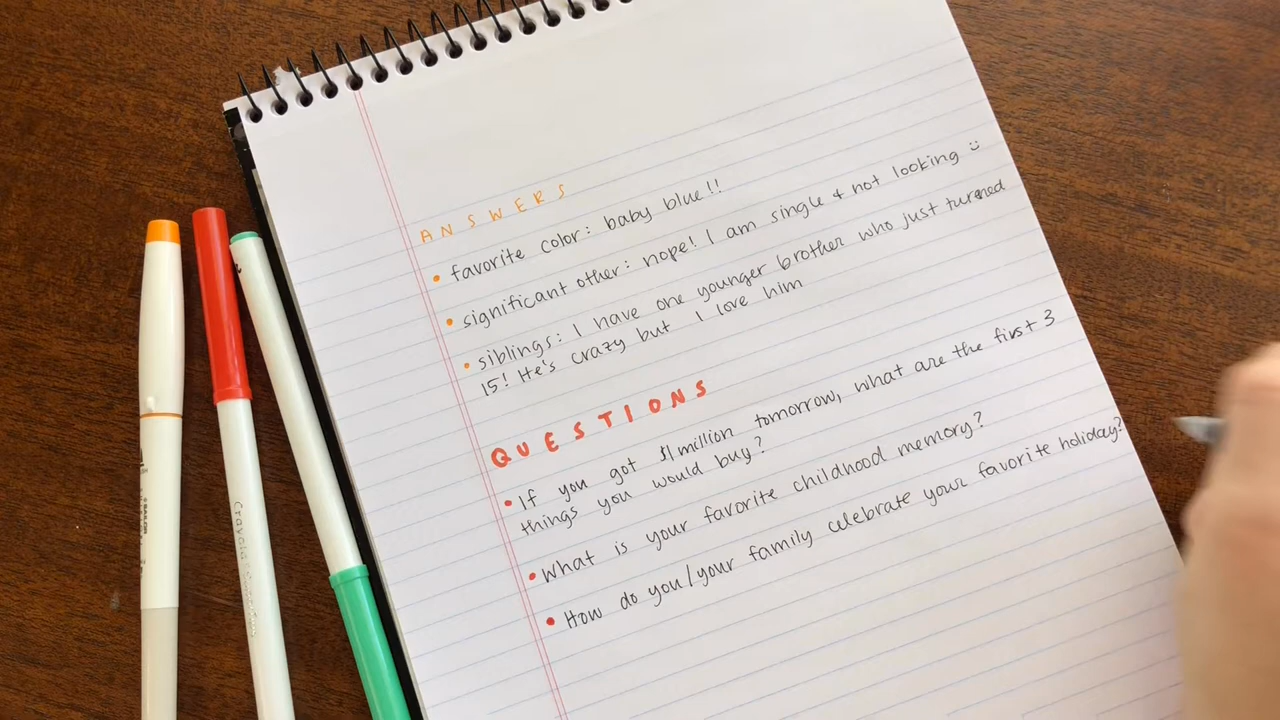 ANSWERS
• favorite color: baby blue!!
• significant other: nope! I am single & not looking :)
• siblings: I have one younger brother who just turned
15! He's crazy but I love him
QUESTIONS
• If you got $1million tomorrow, what are the first 3
things you would buy?
• What is your favorite childhood memory?
• How do you/your family celebrate your favorite holiday?
Crayola